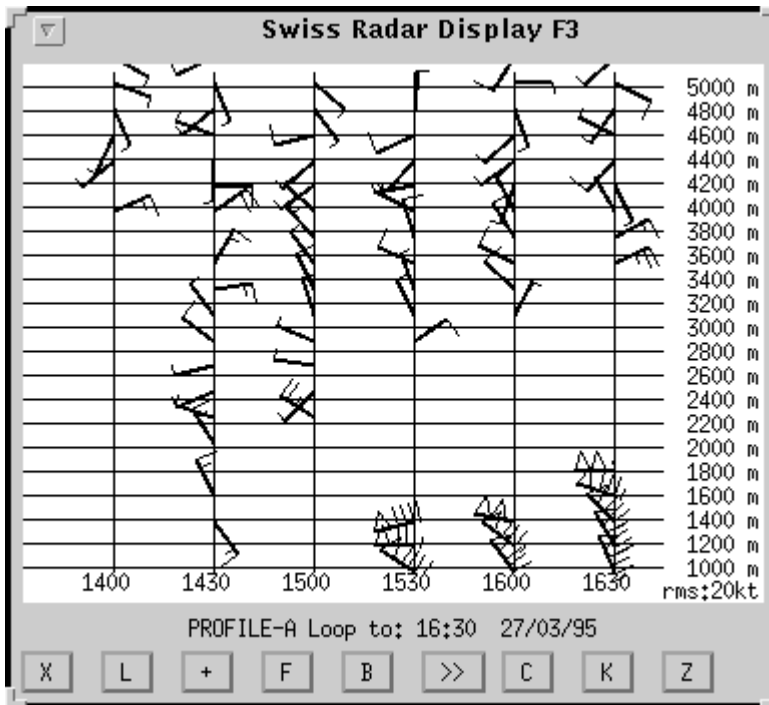 Swiss Radar Display F3
5000 m
4800 m
4600 m
4400 m
4200 m
4000 m
3800 m
3600 m
3400 m
3200 m
3000 m
2800 m
2600 m
2400 m
2200 m
2000 m
1800 m
1600 m
1400 m
1200 m
1000 m
1400 1430 1500 1530 1600 1630
rms:20kt
PROFILE-A Loop to: 16:30 27/03/95
X L + F B >> C K Z